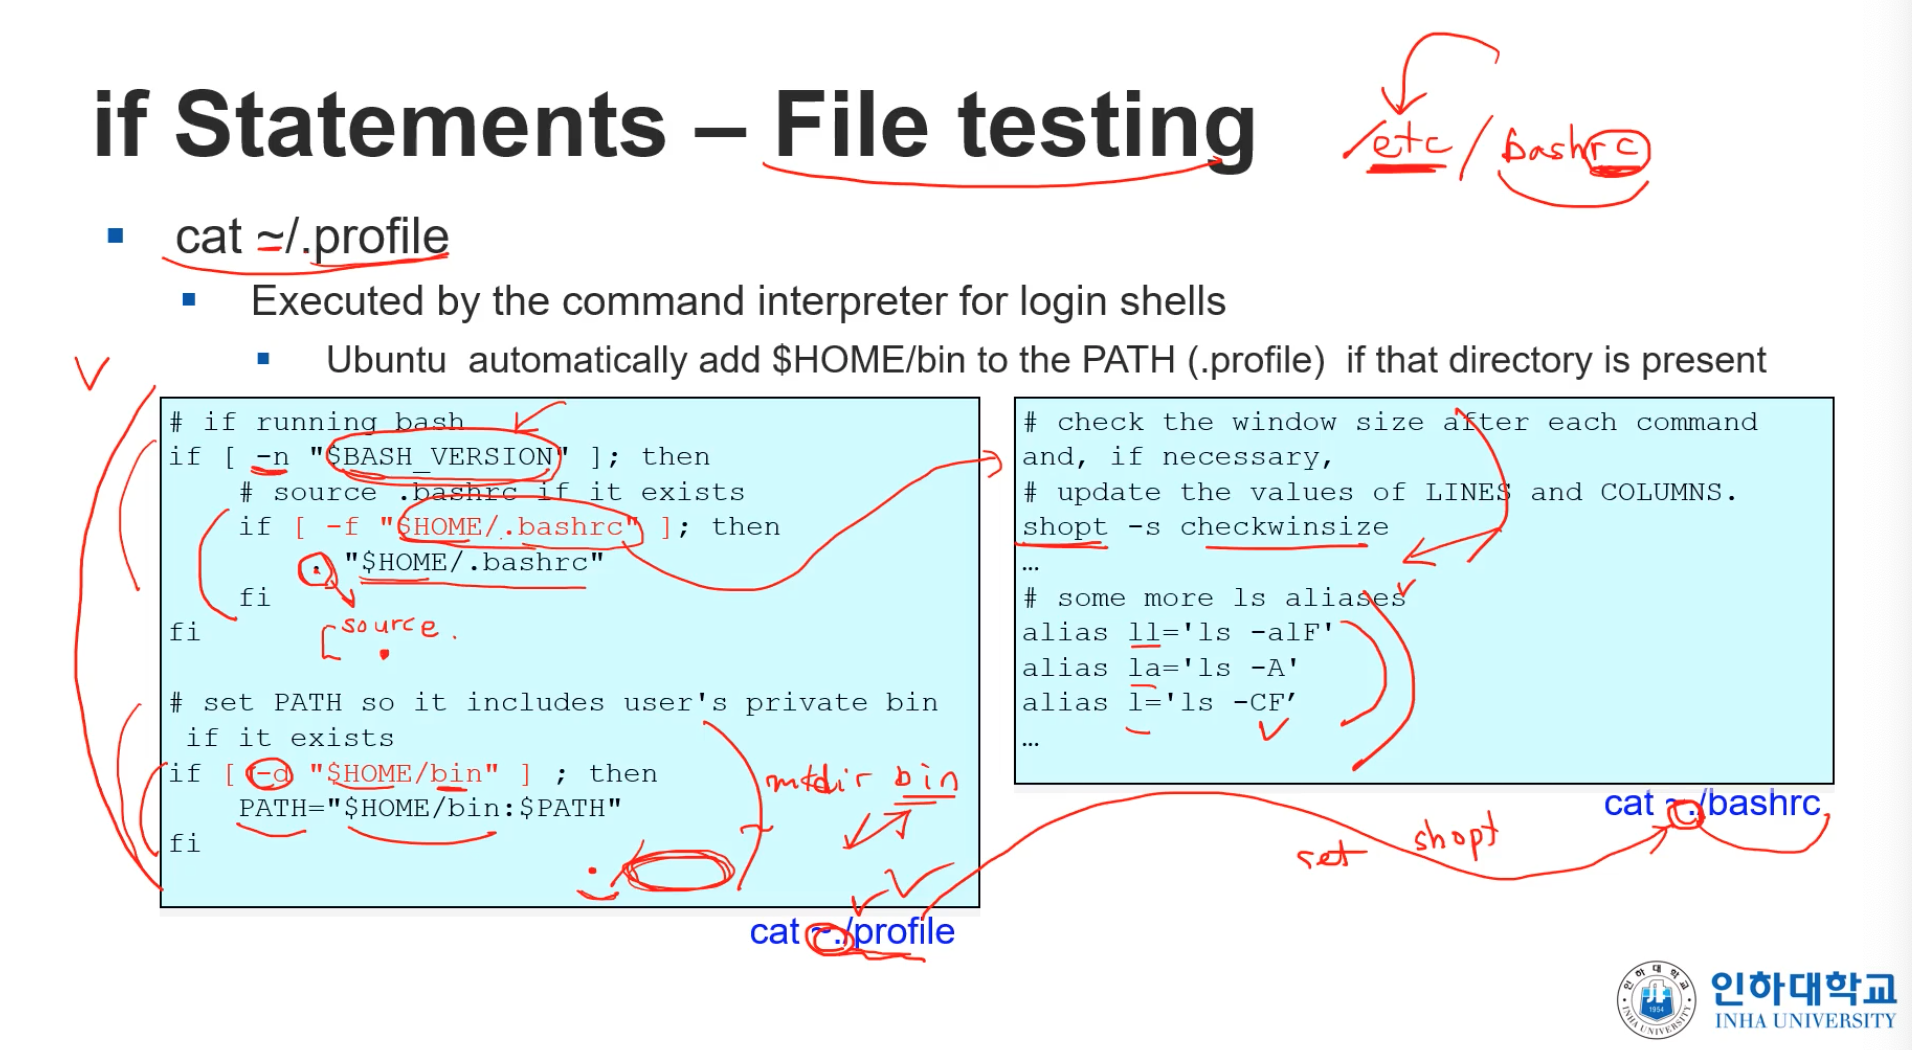 if Statements – File testing
/etc/bashrc
cat ~/.profile
Executed by the command interpreter for login shells
Ubuntu  automatically add $HOME/bin to the PATH (.profile)  if that directory is present
# if running bash
if [ -n "$BASH_VERSION" ]; then
    # source .bashrc if it exists
    if [ -f "$HOME/.bashrc" ]; then
        . "$HOME/.bashrc"
    fi
source .
fi
# set PATH so it includes user's private bin
 if it exists
if [ -d "$HOME/bin" ] ; then
    PATH="$HOME/bin:$PATH"
fi
mkdir bin
cat ~./profile
# check the window size after each command
and, if necessary,
# update the values of LINES and COLUMNS.
shopt -s checkwinsize
…
# some more ls aliases
alias ll='ls -alF'
alias la='ls -A'
alias l='ls -CF’
…
cat ~./bashrc
set shopt
인하대학교
1954
INHA UNIVERSITY
INHA UNIVERSITY